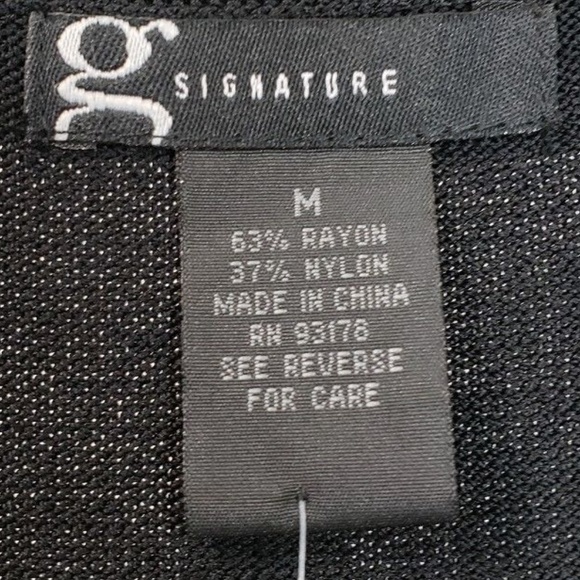 g
SIGNATURE
M
63% RAYON
37% NYLON
MADE IN CHINA
RN 93178
SEE REVERSE
FOR CARE